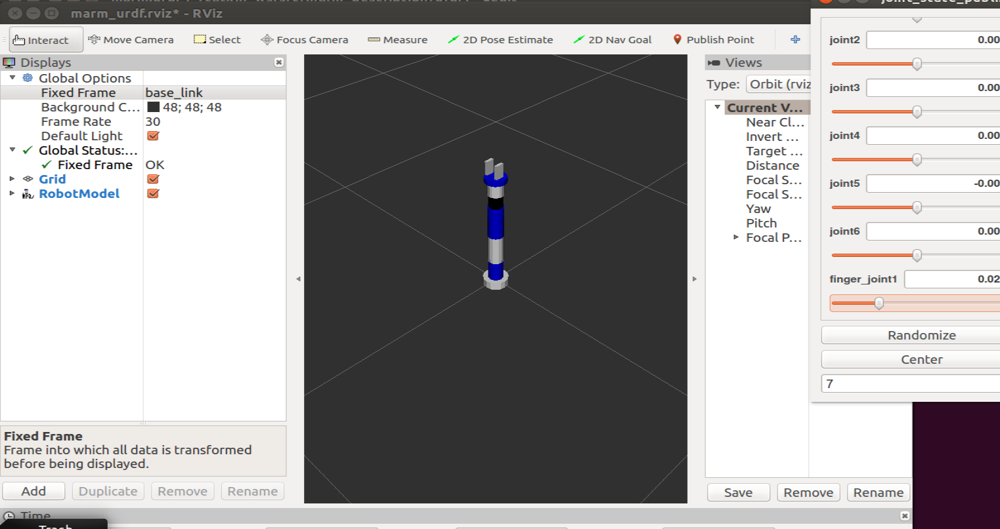 marm_urdf.rviz* - RViz
Interact Move Camera Select Focus Camera Measure 2D Pose Estimate 2D Nav Goal Publish Point
Displays
Global Options
Fixed Frame base_link
Background C... 48; 48; 48
Frame Rate 30
Default Light
Global Status:...
Fixed Frame OK
Grid
RobotModel
Fixed Frame
Frame into which all data is transformed
before being displayed.
Add Duplicate Remove Rename
Views
Type: Orbit (rviz
Current V...
Near Cl...
Invert ...
Target ...
Distance
Focal S...
Focal S...
Yaw
Pitch
Focal P...
Save Remove Rename
joint2 0.00
joint3 0.00
joint4 0.00
joint5 -0.00
joint6 0.00
finger_joint1 0.02
Randomize
Center
7
Time
Trash